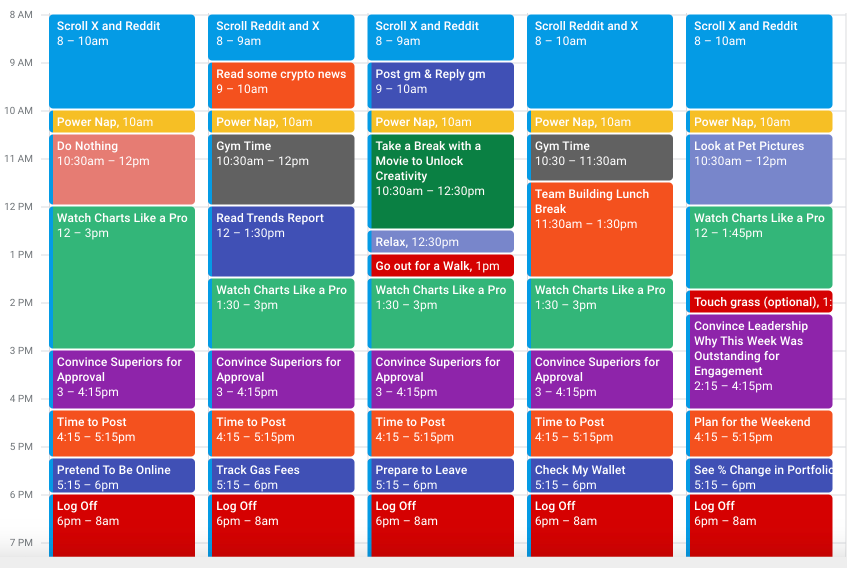 8 AM
9 AM
10 AM
11 AM
12 PM
1 PM
2 PM
3 PM
4 PM
5 PM
6 PM
7 PM
Scroll X and Reddit
8 – 10am
Power Nap, 10am
Do Nothing
10:30am – 12pm
Watch Charts Like a Pro
12 – 3pm
Convince Superiors for
Approval
3 – 4:15pm
Time to Post
4:15 – 5:15pm
Pretend To Be Online
5:15 – 6pm
Log Off
6pm – 8am
Scroll Reddit and X
8 – 9am
Read some crypto news
9 – 10am
Power Nap, 10am
Gym Time
10:30am – 12pm
Read Trends Report
12 – 1:30pm
Watch Charts Like a Pro
1:30 – 3pm
Convince Superiors for
Approval
3 – 4:15pm
Time to Post
4:15 – 5:15pm
Track Gas Fees
5:15 – 6pm
Log Off
6pm – 8am
Scroll X and Reddit
8 – 9am
Post gm & Reply gm
9 – 10am
Power Nap, 10am
Take a Break with a
Movie to Unlock
Creativity
10:30am – 12:30pm
Relax, 12:30pm
Go out for a Walk, 1pm
Watch Charts Like a Pro
1:30 – 3pm
Convince Superiors for
Approval
3 – 4:15pm
Time to Post
4:15 – 5:15pm
Prepare to Leave
5:15 – 6pm
Log Off
6pm – 8am
Scroll Reddit and X
8 – 10am
Power Nap, 10am
Gym Time
10:30 – 11:30am
Team Building Lunch
Break
11:30am – 1:30pm
Watch Charts Like a Pro
1:30 – 3pm
Convince Superiors for
Approval
3 – 4:15pm
Time to Post
4:15 – 5:15pm
Check My Wallet
5:15 – 6pm
Log Off
6pm – 8am
Scroll X and Reddit
8 – 10am
Power Nap, 10am
Look at Pet Pictures
10:30am – 12pm
Watch Charts Like a Pro
12 – 1:45pm
Touch grass (optional), 1:
Convince Leadership
Why This Week Was
Outstanding for
Engagement
2:15 – 4:15pm
Plan for the Weekend
4:15 – 5:15pm
See % Change in Portfolio
5:15 – 6pm
Log Off
6pm – 8am